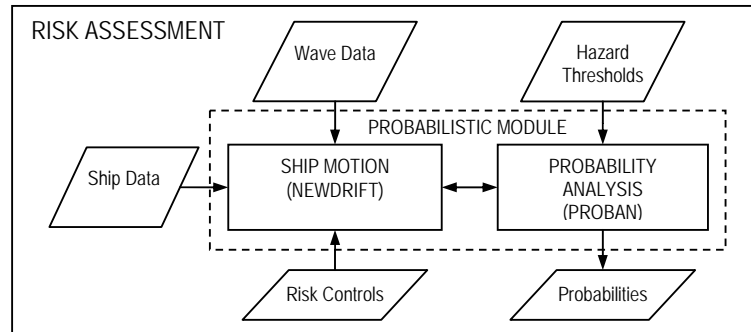 RISK ASSESSMENT
Wave Data
Hazard
Thresholds
PROBABILISTIC MODULE
Ship Data
SHIP MOTION
(NEWDRIFT)
PROBABILITY
ANALYSIS
(PROBAN)
Risk Controls
Probabilities